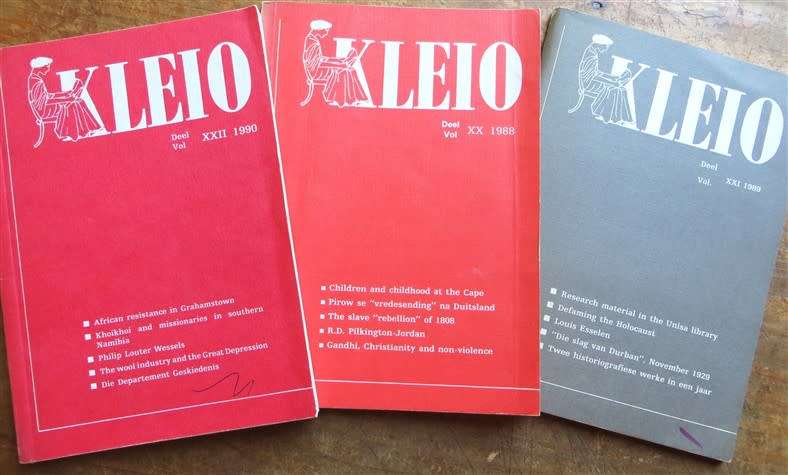 KLEIO
Deel
Vol XXII 1990
■ African resistance in Grahamstown
■ Khoikhoi and missionaries in southern
Namibia
■ Philip Louter Wessels
■ The wool industry and the Great Depression
■ Die Departement Geskiedenis
KLEIO
Deel
Vol XX 1988
■ Children and childhood at the Cape
■ Pirow se "vredesending" na Duitsland
■ The slave "rebellion" of 1808
■ R.D. Pilkington-Jordan
■ Gandhi, Christianity and non-violence
KLEIO
Deel
Vol. XXI 1989
■ Research material in the Unisa library
■ Defaming the Holocaust
■ Louis Esselen
■ "Die slag van Durban", November 1929
■ Twee historiografiese werke in een jaar